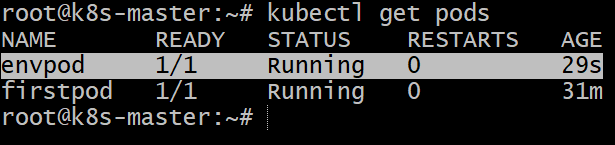 root@k8s-master:~# kubectl get pods
NAME READY STATUS RESTARTS AGE
envpod 1/1 Running 0 29s
firstpod 1/1 Running 0 31m
root@k8s-master:~#